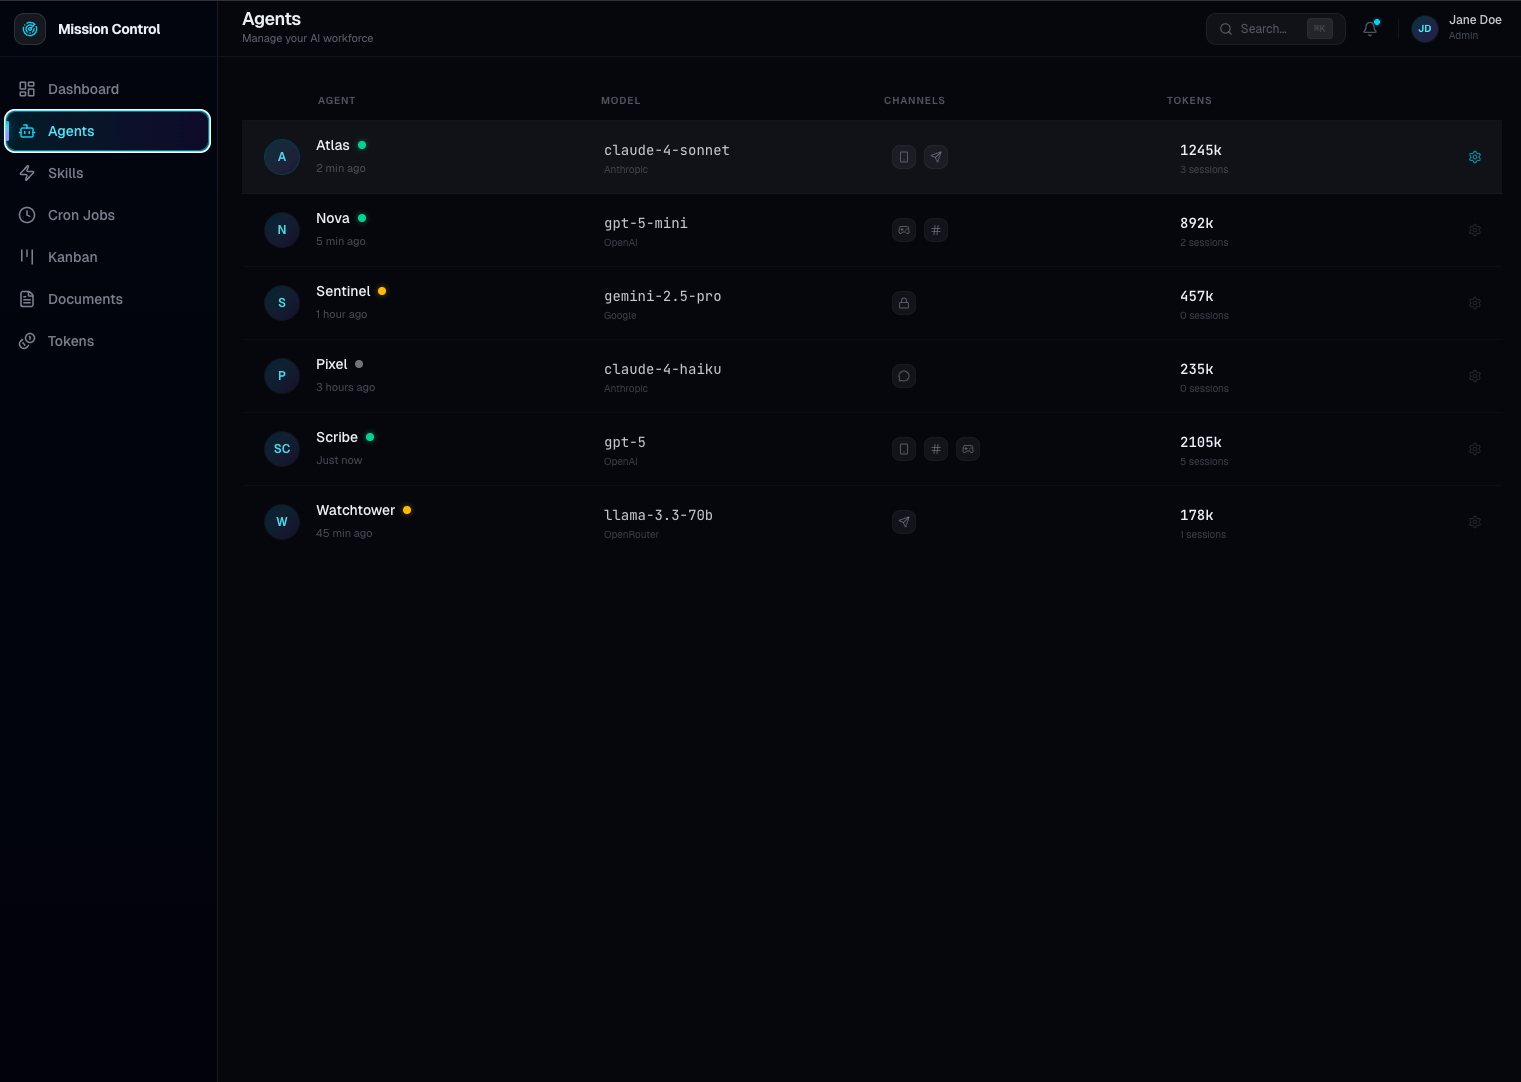 Mission Control
Agents
Manage your AI workforce
Search...
⌘K
JD
Jane Doe
Admin
Dashboard
Agents
Skills
Cron Jobs
Kanban
Documents
Tokens
AGENT MODEL CHANNELS TOKENS
A
Atlas
2 min ago
claude-4-sonnet
Anthropic
1245k
3 sessions
N
Nova
5 min ago
gpt-5-mini
OpenAI
892k
2 sessions
S
Sentinel
1 hour ago
gemini-2.5-pro
Google
457k
0 sessions
P
Pixel
3 hours ago
claude-4-haiku
Anthropic
235k
0 sessions
SC
Scribe
Just now
gpt-5
OpenAI
2105k
5 sessions
W
Watchtower
45 min ago
llama-3.3-70b
OpenRouter
178k
1 sessions